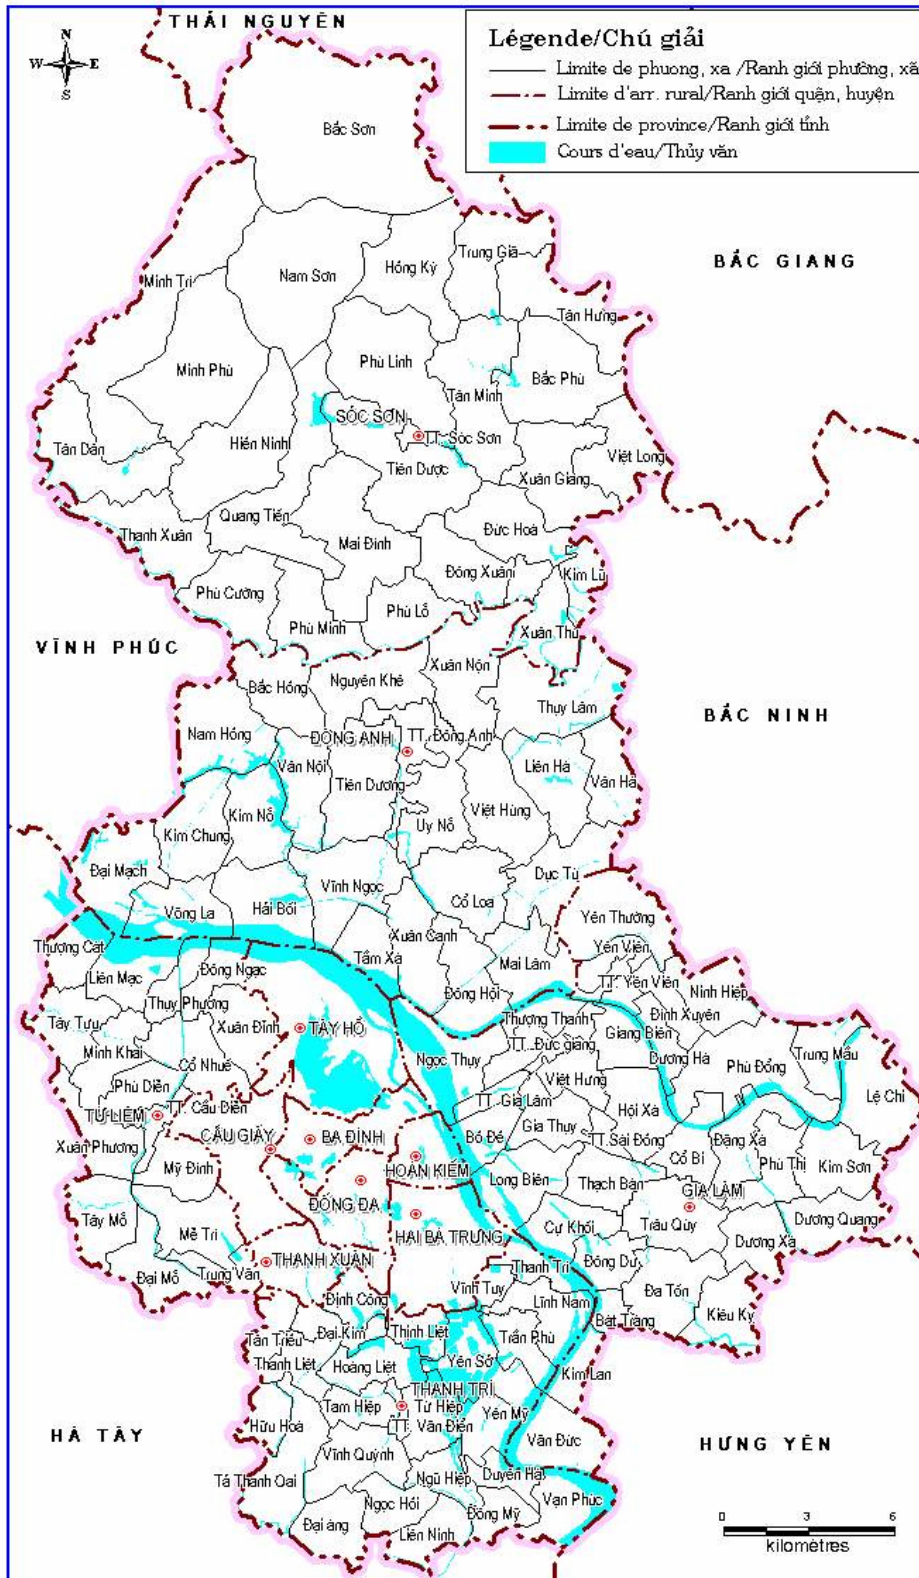 THÁI NGUYÊN
N
W E
S
Légende/Chú giải
Limite de phuong, xa /Ranh giới phường, xã
Limite d'arr. rural/Ranh giới quận, huyện
Limite de province/Ranh giới tỉnh
Cours d'eau/Thủy văn
Bắc Sơn
BẮC GIANG
Minh Trí
Nam Sơn
Hồng Kỳ
Trung Giã
Tân Hưng
Minh Phú
Phù Linh
Tân Minh
Bắc Phú
SÓC SƠN
TT. Sóc Sơn
Tân Dân
Hiền Ninh
Tiên Dược
Xuân Giang
Việt Long
Thanh Xuân
Quang Tiến
Mai Đình
Đức Hoà
Đông Xuân
Kim Lũ
Phú Cường
Phú Minh
Phù Lỗ
Xuân Thu
VĨNH PHÚC
Bắc Hồng
Nguyên Khê
Xuân Nộn
Thụy Lâm
BẮC NINH
Nam Hồng
Vân Nội
ĐÔNG ANH
TT. Đông Anh
Tiên Dương
Liên Hà
Vân Hà
Kim Chung
Kim Nỗ
Uy Nỗ
Việt Hùng
Đại Mạch
Võng La
Hải Bối
Vĩnh Ngọc
Cổ Loa
Dục Tú
Yên Thường
Thượng Cát
Liên Mạc
Đông Ngạc
Tầm Xá
Xuân Canh
Mai Lâm
Yên Viên
TT. Yên Viên
Ninh Hiệp
Tây Tựu
Thụy Phương
Xuân Đỉnh
TÂY HỒ
Đông Hội
Thượng Thanh
Đình Xuyên
Giang Biên
Minh Khai
Cổ Nhuế
Ngọc Thụy
TT. Đức giang
Dương Hà
Phù Đổng
Trung Mầu
Phú Diễn
Việt Hưng
Lệ Chi
TỪ LIÊM
TT. Cầu Diễn
TT. Gia Lâm
Hội Xá
Xuân Phương
CẦU GIẤY
BA ĐÌNH
Bồ Đề
Gia Thụy
TT. Sài Đồng
Đặng Xá
Mỹ Đình
HOÀN KIẾM
Cổ Bi
Phú Thị
Kim Sơn
ĐỐNG ĐA
Long Biên
Thạch Bàn
GIA LÂM
Tây Mỗ
Mễ Trì
HAI BÀ TRƯNG
Cự Khối
Trâu Qùy
Dương Quang
Đại Mỗ
Trung Văn
THANH XUÂN
Thanh Trì
Đông Dư
Dương Xá
Định Công
Vĩnh Tuy
Lĩnh Nam
Đa Tốn
Bát Tràng
Kiêu Kỵ
Tân Triều
Đại Kim
Thịnh Liệt
Trần Phú
Thanh Liệt
Hoàng Liệt
Yên Sở
Kim Lan
THANH TRÌ
Hữu Hoà
Tam Hiệp
Tứ Hiệp
TT. Văn Điển
Yên Mỹ
Văn Đức
HÀ TÂY
HƯNG YÊN
Vĩnh Quỳnh
Tả Thanh Oai
Ngũ Hiệp
Duyên Hà
Vạn Phúc
Ngọc Hồi
Đông Mỹ
Đại áng
Liên Ninh
0 3 6
kilomètres